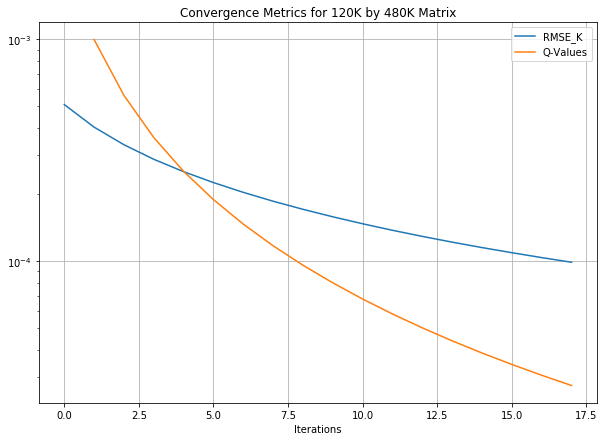 Convergence Metrics for 120K by 480K Matrix
RMSE_K
Q-Values
10⁻³
10⁻⁴
0.0 2.5 5.0 7.5 10.0 12.5 15.0 17.5
Iterations